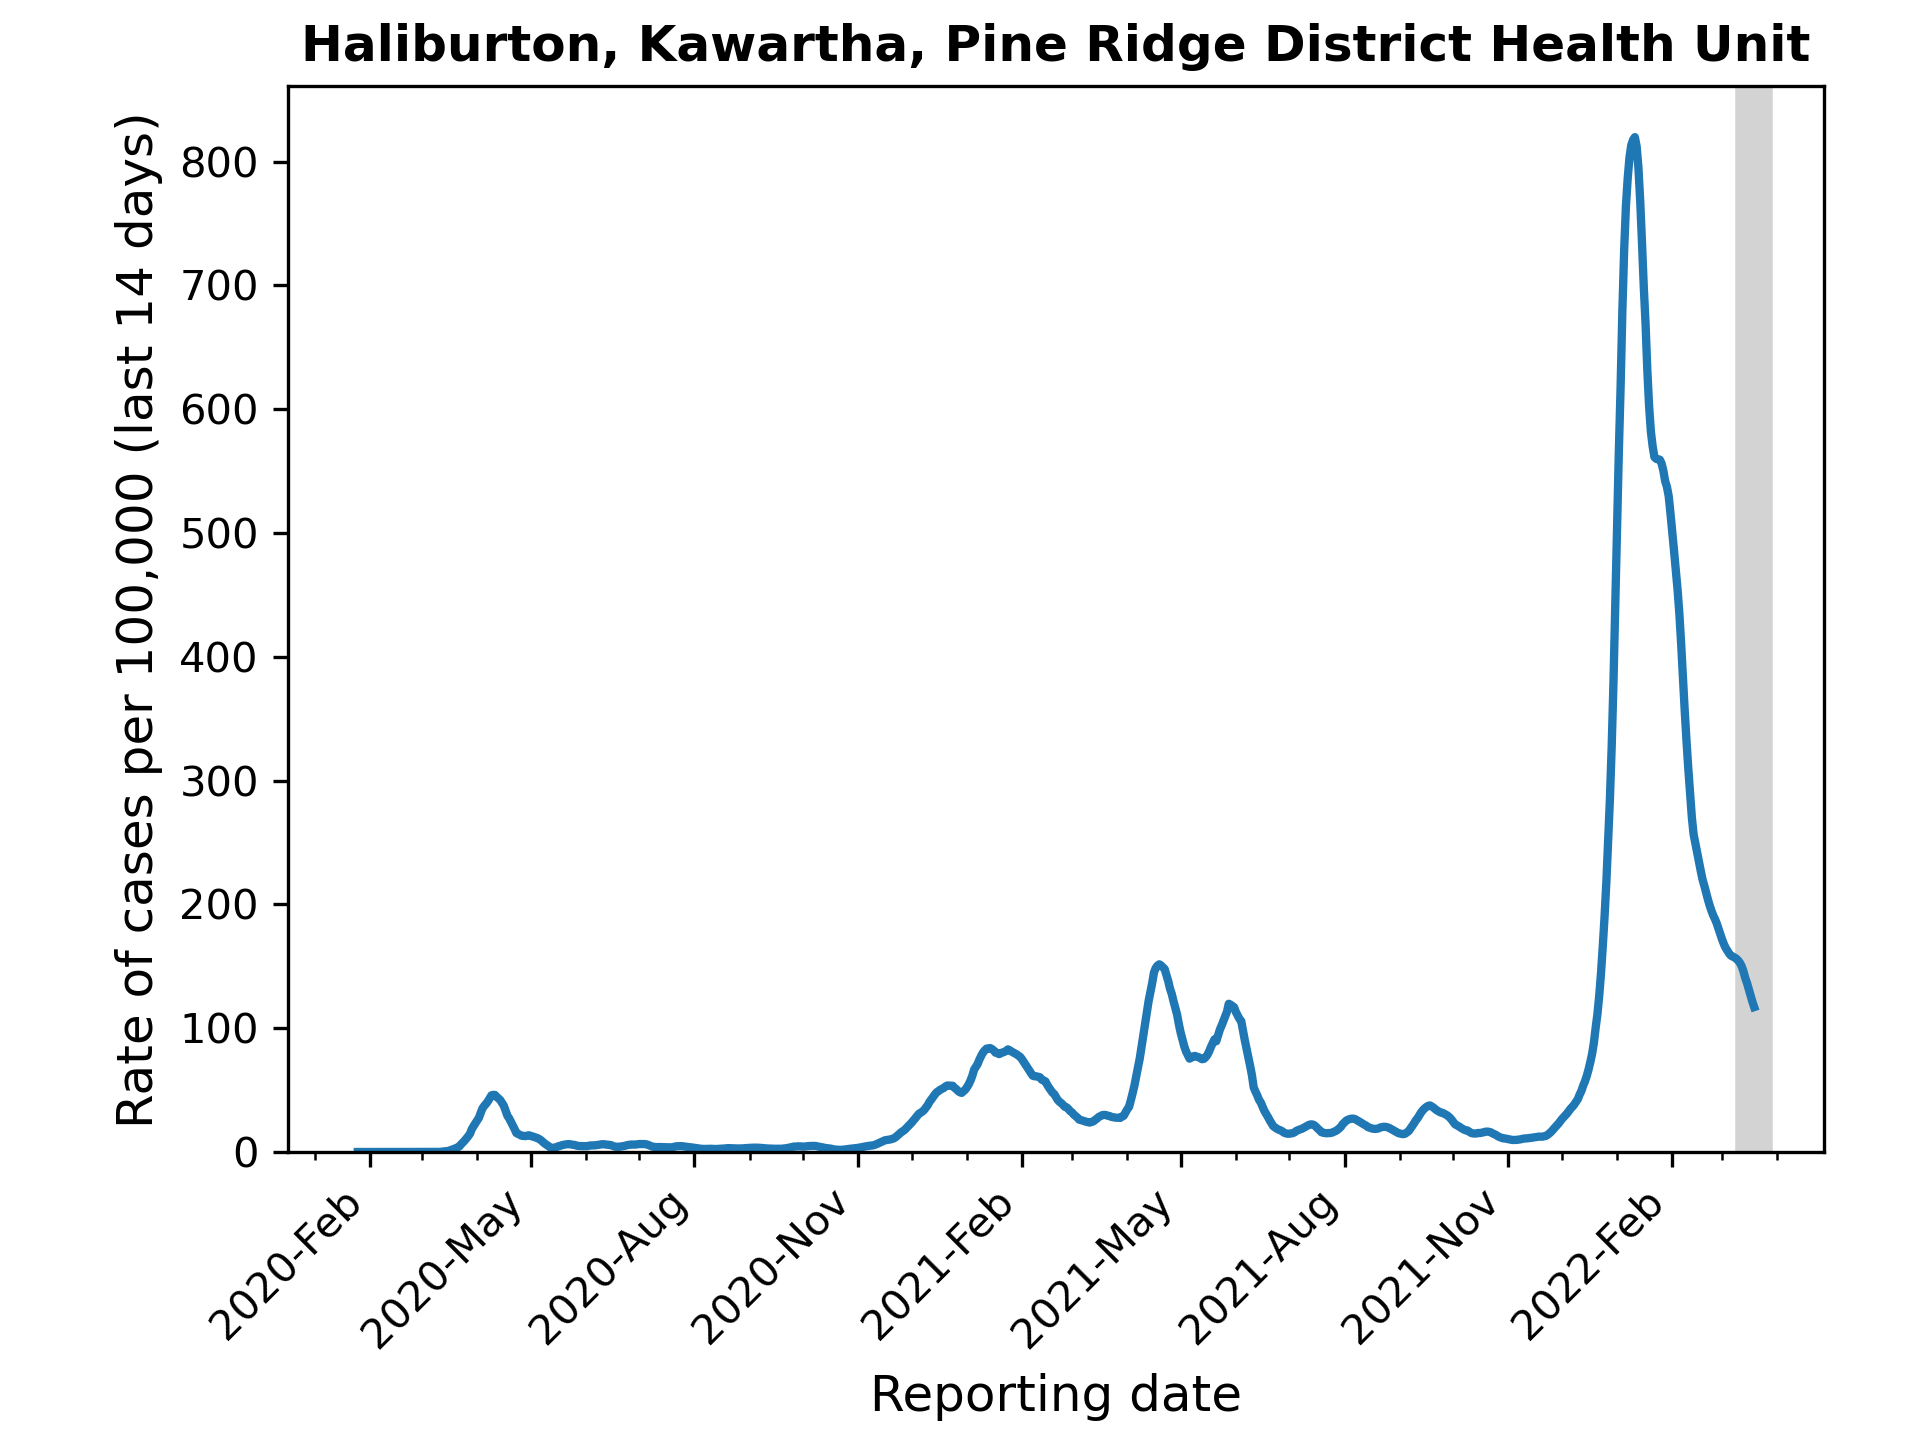 Haliburton, Kawartha, Pine Ridge District Health Unit
Rate of cases per 100,000 (last 14 days)
800
700
600
500
400
300
200
100
0
2020-Feb
2020-May
2020-Aug
2020-Nov
2021-Feb
2021-May
2021-Aug
2021-Nov
2022-Feb
Reporting date